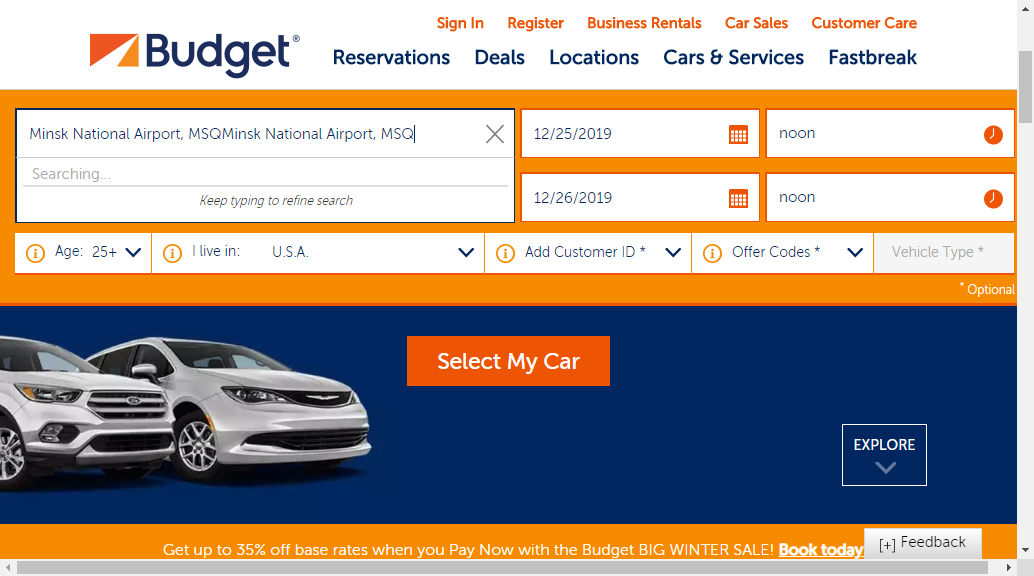 Sign In Register Business Rentals Car Sales Customer Care
Budget®
Reservations Deals Locations Cars & Services Fastbreak
Minsk National Airport, MSQMinsk National Airport, MSQ
12/25/2019
noon
Searching...
Keep typing to refine search
12/26/2019
noon
Age: 25+
I live in: U.S.A.
Add Customer ID *
Offer Codes *
Vehicle Type *
* Optional
Select My Car
EXPLORE
Get up to 35% off base rates when you Pay Now with the Budget BIG WINTER SALE! Book today
[+] Feedback